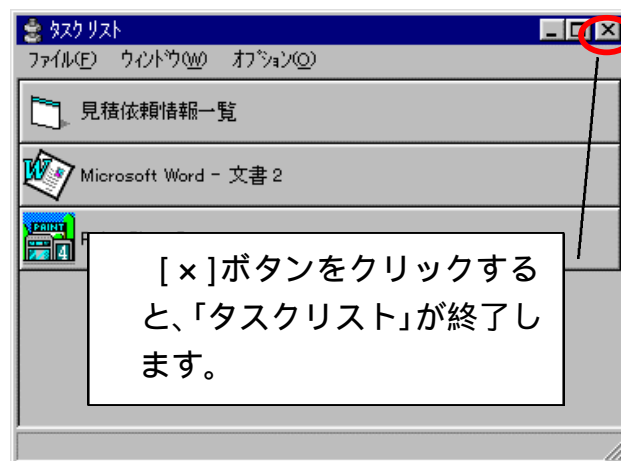 タスクリスト
ファイル(F) ウィンドウ(W) オプション(O)
見積依頼情報一覧
Microsoft Word - 文書 2
PAINT
4
[×]ボタンをクリックする
と、「タスクリスト」が終了し
ます。